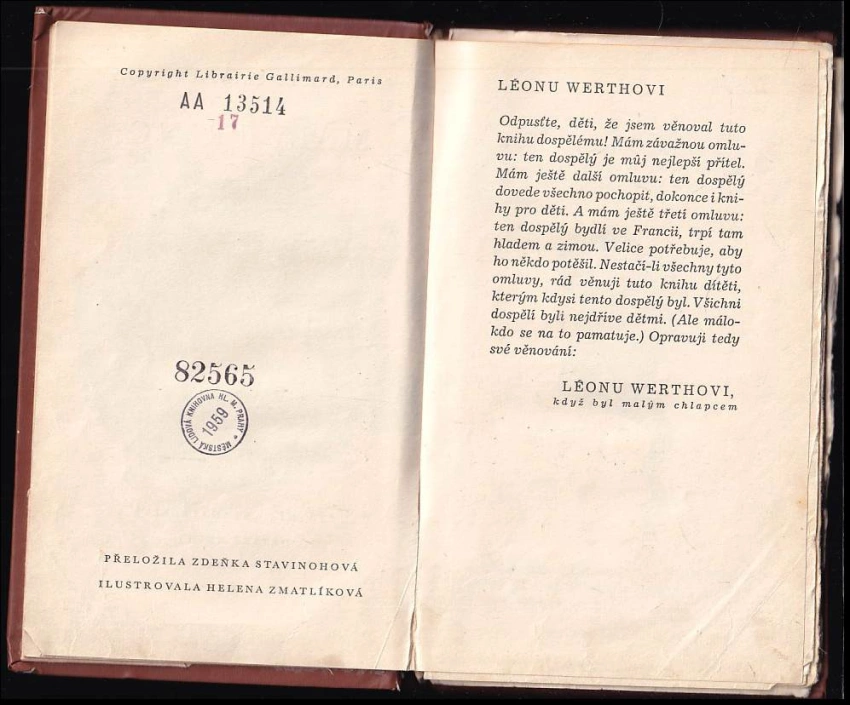 Copyright Librairie Gallimard, Paris
AA 13514
-17
82565
MĚSTSKÁ LIDOVÁ KNIHOVNA HL. M. PRAHY
1959
PŘELOŽILA ZDEŇKA STAVINOHOVÁ
ILUSTROVALA HELENA ZMATLÍKOVÁ
LÉONU WERTHOVI
Odpusťte, děti, že jsem věnoval tuto
knihu dospělému! Mám závažnou omlu-
vu: ten dospělý je můj nejlepší přítel.
Mám ještě další omluvu: ten dospělý
dovede všechno pochopit, dokonce i kni-
hy pro děti. A mám ještě třetí omluvu:
ten dospělý bydlí ve Francii, trpí tam
hladem a zimou. Velice potřebuje, aby
ho někdo potěšil. Nestačí-li všechny tyto
omluvy, rád věnuji tuto knihu dítěti,
kterým kdysi tento dospělý byl. Všichni
dospělí byli nejdříve dětmi. (Ale málo-
kdo se na to pamatuje.) Opravuji tedy
své věnování:
LÉONU WERTHOVI,
když byl malým chlapcem